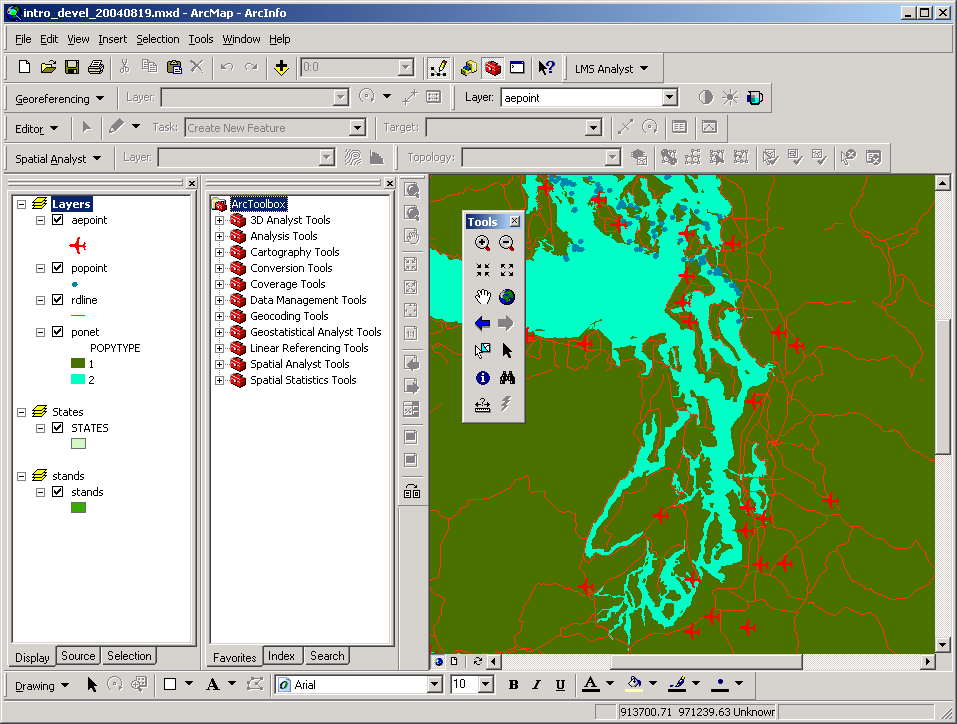 intro_devel_20040819.mxd - ArcMap - ArcInfo
File Edit View Insert Selection Tools Window Help
0:0
LMS Analyst
Georeferencing Layer: Layer: aepoint
Editor Task: Create New Feature Target:
Spatial Analyst Layer: Topology:
Layers
aepoint
popoint
rdline
ponet
POPYTYPE
1
2
States
STATES
stands
stands
Display Source Selection
ArcToolbox
3D Analyst Tools
Analysis Tools
Cartography Tools
Conversion Tools
Coverage Tools
Data Management Tools
Geocoding Tools
Geostatistical Analyst Tools
Linear Referencing Tools
Spatial Analyst Tools
Spatial Statistics Tools
Favorites Index Search
1:1
Tools
Drawing A Arial 10 B I U A
913700.71 971239.63 Unknowr